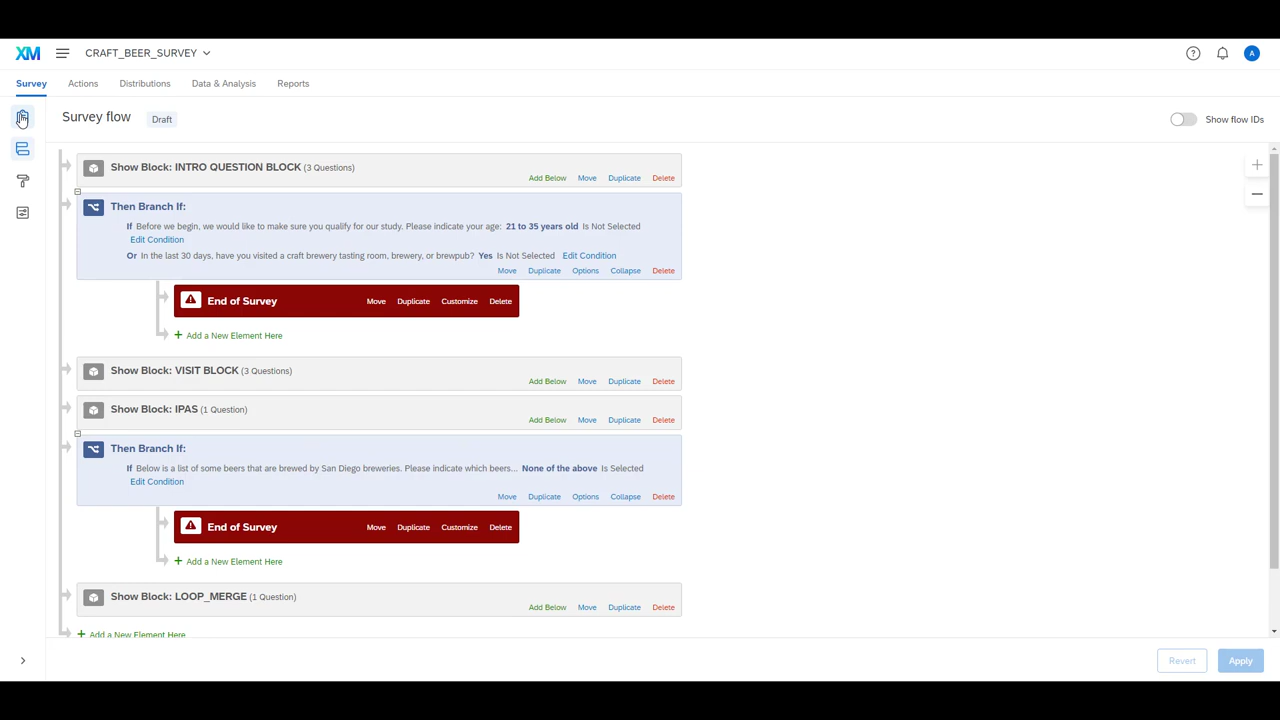 XM
CRAFT_BEER_SURVEY
? A
Survey Actions Distributions Data & Analysis Reports
Survey flow Draft Show flow IDs
Show Block: INTRO QUESTION BLOCK (3 Questions)
Add Below Move Duplicate Delete
Then Branch If:
If Before we begin, we would like to make sure you qualify for our study. Please indicate your age: 21 to 35 years old Is Not Selected
Edit Condition
Or In the last 30 days, have you visited a craft brewery tasting room, brewery, or brewpub? Yes Is Not Selected Edit Condition
Move Duplicate Options Collapse Delete
End of Survey Move Duplicate Customize Delete
+ Add a New Element Here
Show Block: VISIT BLOCK (3 Questions)
Add Below Move Duplicate Delete
Show Block: IPAS (1 Question)
Add Below Move Duplicate Delete
Then Branch If:
If Below is a list of some beers that are brewed by San Diego breweries. Please indicate which beers... None of the above Is Selected
Edit Condition
Move Duplicate Options Collapse Delete
End of Survey Move Duplicate Customize Delete
+ Add a New Element Here
Show Block: LOOP_MERGE (1 Question)
Add Below Move Duplicate Delete
+ Add a New Element Here
Revert Apply